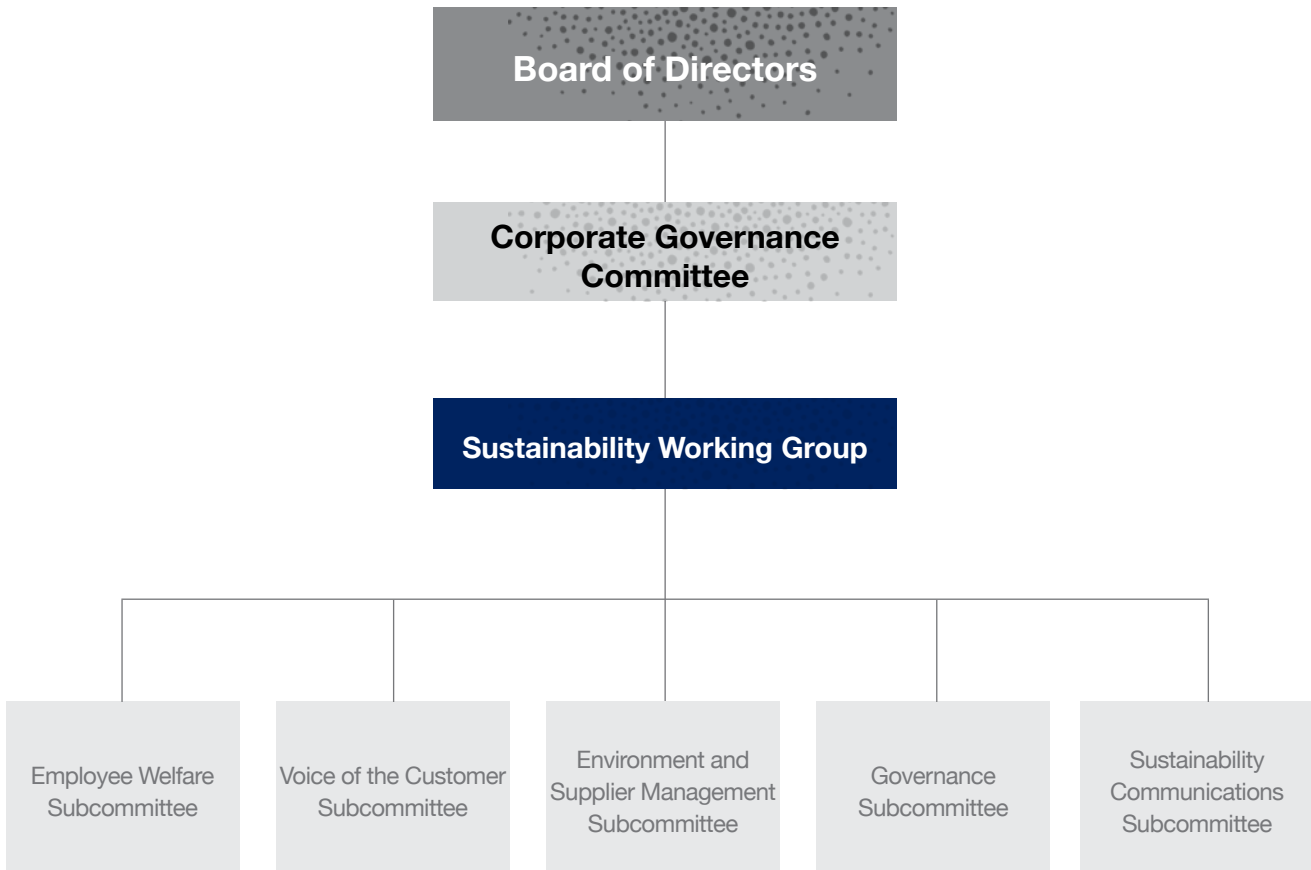 Board of Directors
Corporate Governance
Committee
Sustainability Working Group
Employee Welfare
Subcommittee
Voice of the Customer
Subcommittee
Environment and
Supplier Management
Subcommittee
Governance
Subcommittee
Sustainability
Communications
Subcommittee